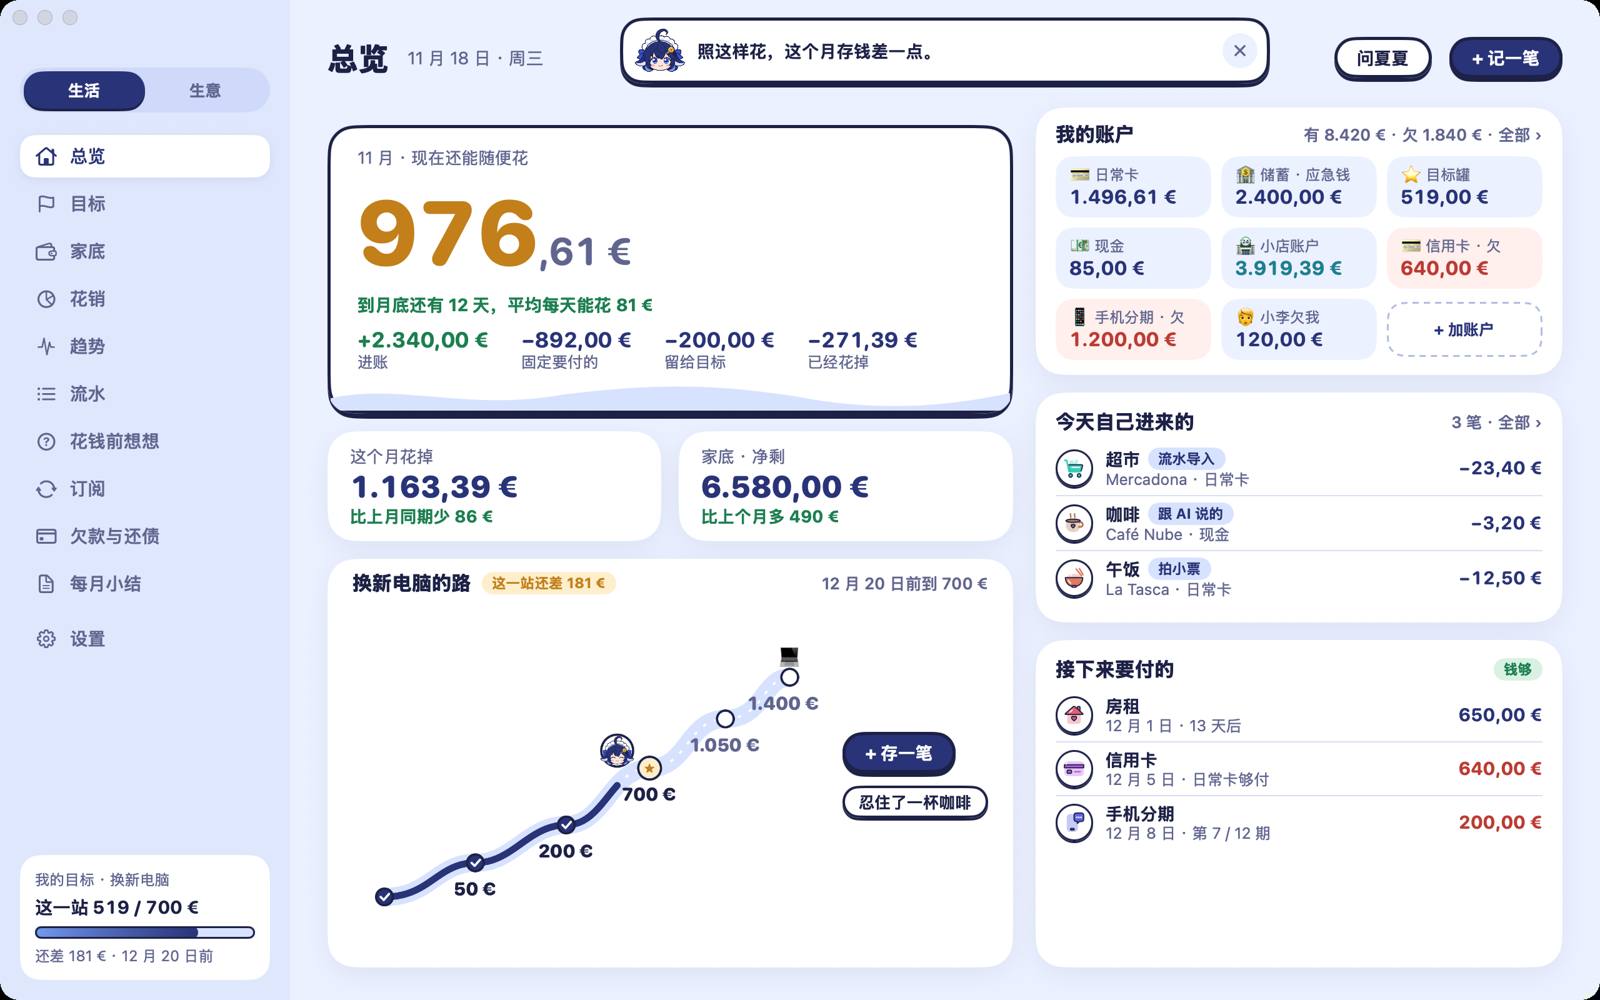 生活
生意
总览
目标
家底
花销
趋势
流水
花钱前想想
订阅
欠款与还债
每月小结
设置
我的目标 · 换新电脑
这一站 519 / 700 €
还差 181 € · 12 月 20 日前
总览 11 月 18 日 · 周三
照这样花，这个月存钱差一点。
问夏夏
+ 记一笔
11 月 · 现在还能随便花
976,61 €
到月底还有 12 天，平均每天能花 81 €
+2.340,00 € −892,00 € −200,00 € −271,39 €
进账 固定要付的 留给目标 已经花掉
这个月花掉
1.163,39 €
比上月同期少 86 €
家底 · 净剩
6.580,00 €
比上个月多 490 €
换新电脑的路 这一站还差 181 € 12 月 20 日前到 700 €
1.400 €
1.050 €
700 €
200 €
50 €
+ 存一笔
忍住了一杯咖啡
我的账户 有 8.420 € · 欠 1.840 € · 全部 ›
日常卡
1.496,61 €
储蓄 · 应急钱
2.400,00 €
目标罐
519,00 €
现金
85,00 €
小店账户
3.919,39 €
信用卡 · 欠
640,00 €
手机分期 · 欠
1.200,00 €
小李欠我
120,00 €
+ 加账户
今天自己进来的 3 笔 · 全部 ›
超市 流水导入
Mercadona · 日常卡
−23,40 €
咖啡 跟 AI 说的
Café Nube · 现金
−3,20 €
午饭 拍小票
La Tasca · 日常卡
−12,50 €
接下来要付的 钱够
房租
12 月 1 日 · 13 天后
650,00 €
信用卡
12 月 5 日 · 日常卡够付
640,00 €
手机分期
12 月 8 日 · 第 7 / 12 期
200,00 €